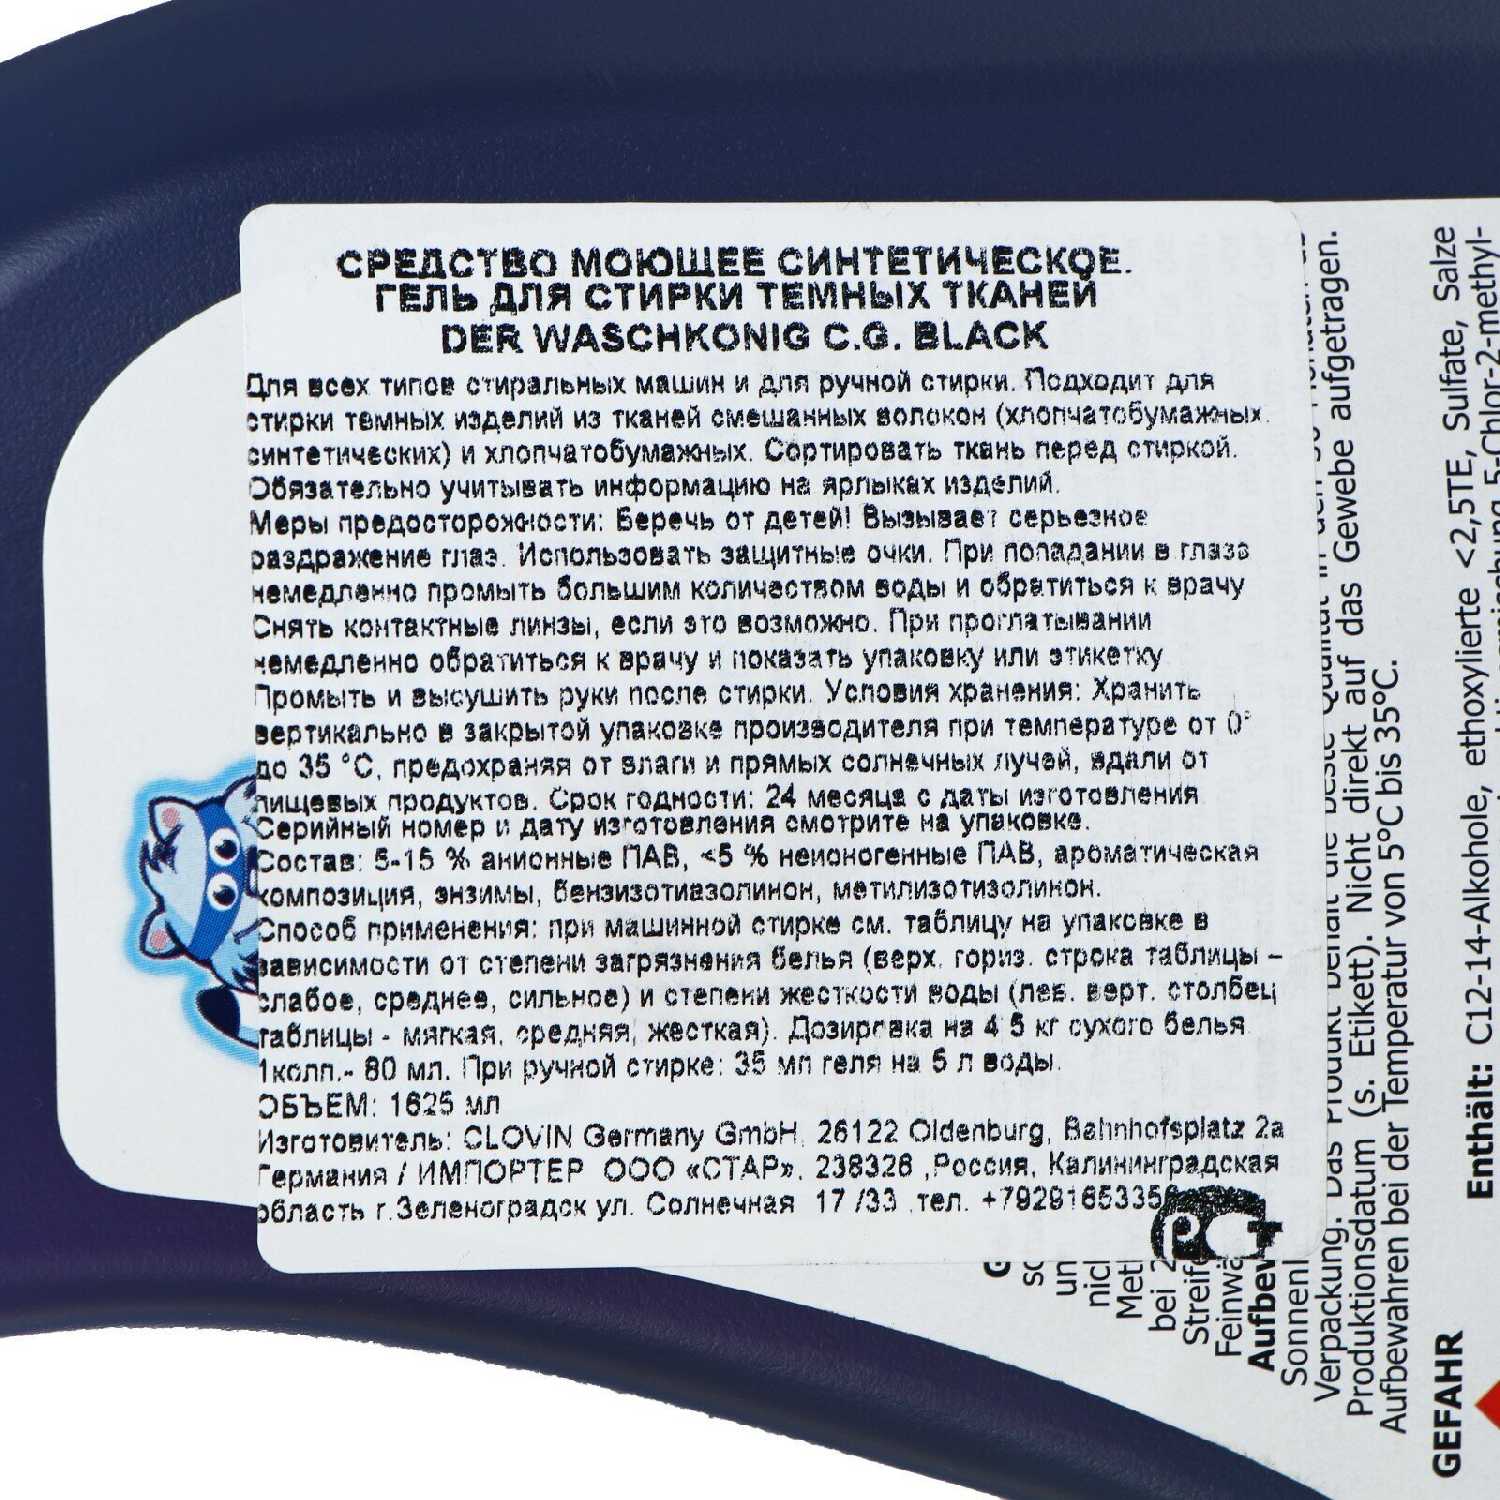 СРЕДСТВО МОЮЩЕЕ СИНТЕТИЧЕСКОЕ.
ГЕЛЬ ДЛЯ СТИРКИ ТЕМНЫХ ТКАНЕЙ
DER WASCHKONIG C.G. BLACK
Для всех типов стиральных машин и для ручной стирки. Подходит для
стирки темных изделий из тканей смешанных волокон (хлопчатобумажных.
синтетических) и хлопчатобумажных. Сортировать ткань перед стиркой.
Обязательно учитывать информацию на ярлыках изделий.
Меры предосторожности: Беречь от детей! Вызывает серьезное
раздражение глаз. Использовать защитные очки. При попадании в глаза
немедленно промыть большим количеством воды и обратиться к врачу
Снять контактные линзы, если это возможно. При проглатывании
немедленно обратиться к врачу и показать упаковку или этикетку
Промыть и высушить руки после стирки. Условия хранения: Хранить
вертикально в закрытой упаковке производителя при температуре от 0°
до 35 °С, предохраняя от влаги и прямых солнечных лучей, вдали от
пищевых продуктов. Срок годности: 24 месяца с даты изготовления
Серийный номер и дату изготовления смотрите на упаковке.
Состав: 5-15 % анионные ПАВ, <5 % неионогенные ПАВ, ароматическая
композиция, энзимы, бензизотиазолинон, метилизотизолинон.
Способ применения: при машинной стирке см. таблицу на упаковке в
зависимости от степени загрязнения белья (верх. гориз. строка таблицы –
слабое, среднее, сильное) и степени жесткости воды (лев. верт. столбец
таблицы - мягкая, средняя, жесткая). Дозировка на 4 5 кг сухого белья
1колп.- 80 мл. При ручной стирке: 35 мл геля на 5 л воды.
ОБЪЕМ: 1625 мл
Изготовитель: CLOVIN Germany GmbH, 26122 Oldenburg, Bahnhofsplatz 2a
Германия / ИМПОРТЕР ООО «СТАР». 238326 ,Россия, Калининградская
область г.Зеленоградск ул. Солнечная 17 /33 .тел.
РСТ
Streif
Feinwä
Aufbew
Sonnenl
Verpackung. Das Produkt behält die beste Qualität in den
Produktionsdatum (s. Etikett). Nicht direkt auf das Gewebe aufgetragen.
Aufbewahren bei der Temperatur von 5°C bis 35°C.
GEFAHR
Enthält: C12-14-Alkohole, ethoxylierte <2,5TE, Sulfate, Salze
5-Chlor-2-methyl-